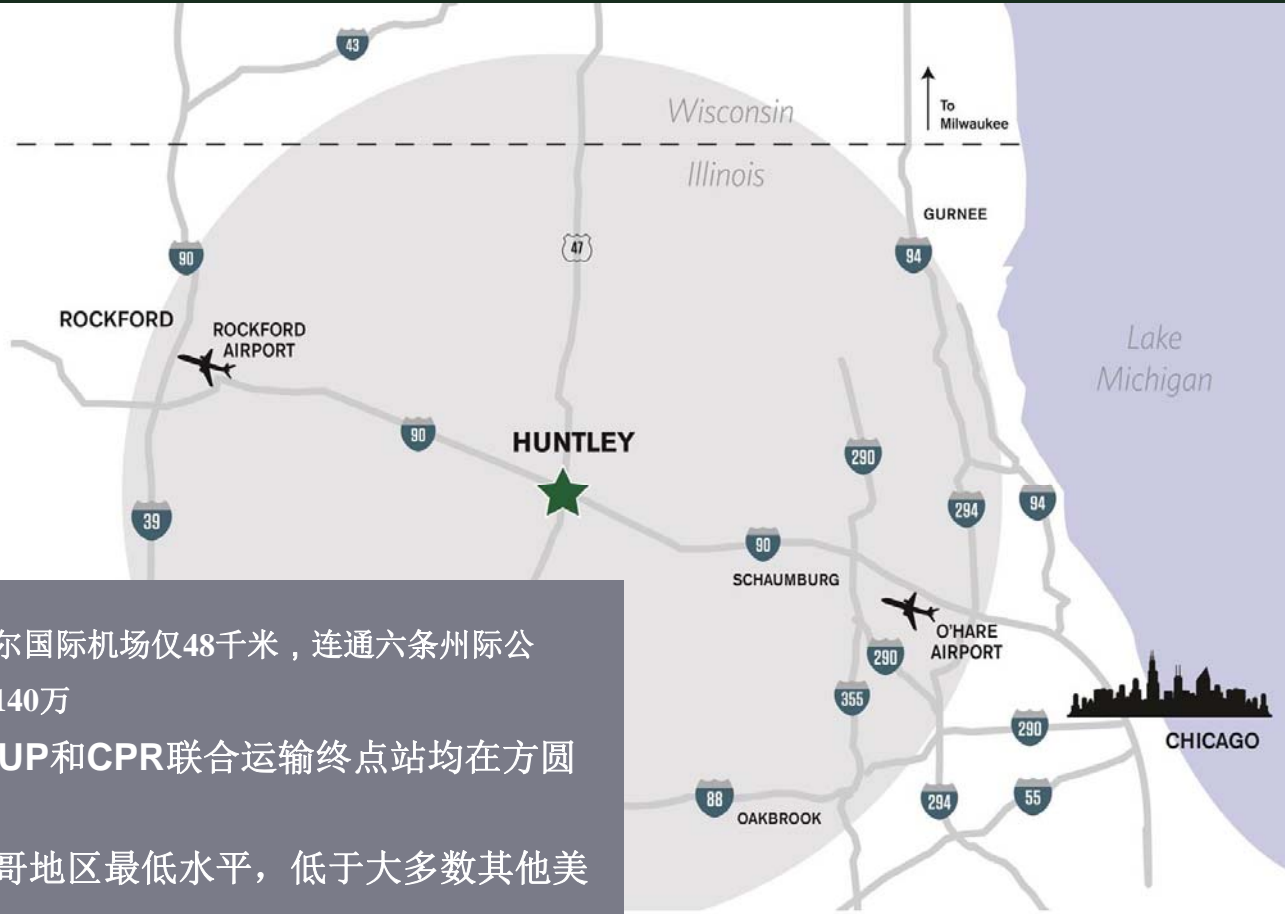 43
Wisconsin
To
Milwaukee
Illinois
GURNEE
47
90
94
ROCKFORD
ROCKFORD
AIRPORT
Lake
Michigan
90
HUNTLEY
290
39
294
94
90
SCHAUMBURG
O'HARE
AIRPORT
290
355
290
CHICAGO
88
OAKBROOK
294
55
尔国际机场仅48千米，连通六条州际公
140万
UP和CPR联合运输终点站均在方圆
哥地区最低水平，低于大多数其他美